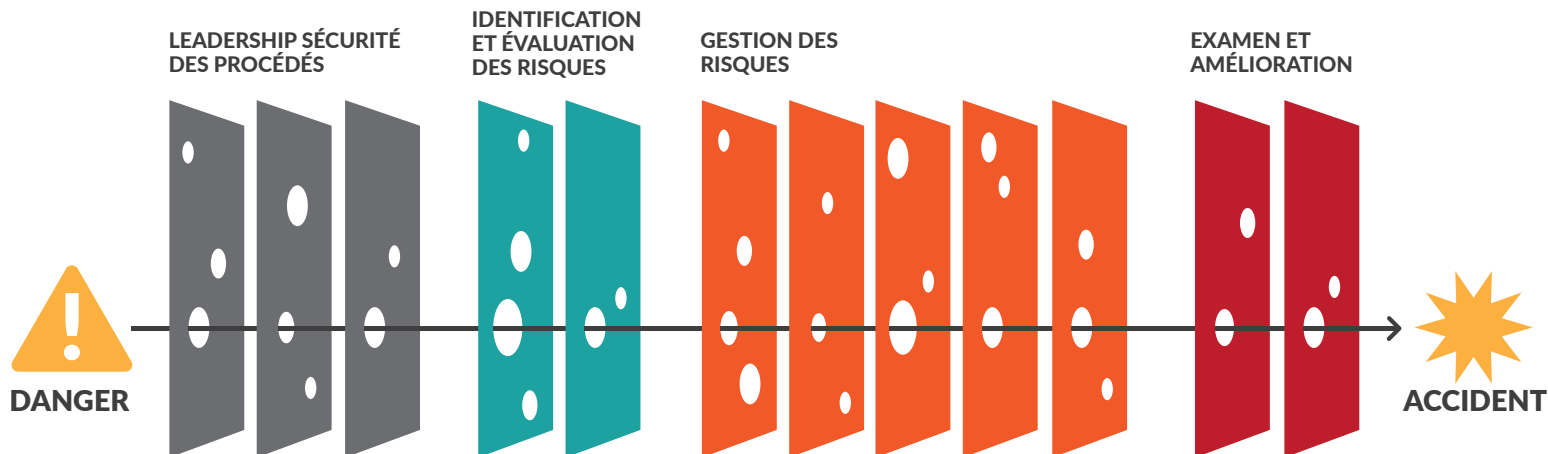 LEADERSHIP SÉCURITÉ
DES PROCÉDÉS
IDENTIFICATION
ET ÉVALUATION
DES RISQUES
GESTION DES
RISQUES
EXAMEN ET
AMÉLIORATION
DANGER
ACCIDENT